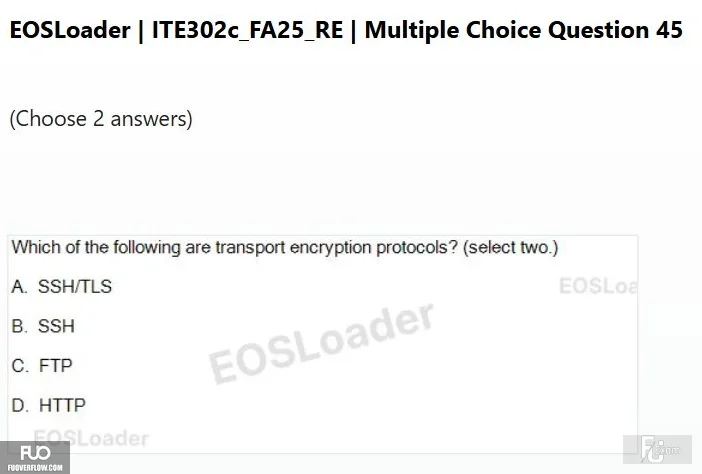 EOSLoader | ITE302c_FA25_RE | Multiple Choice Question 45
(Choose 2 answers)
Which of the following are transport encryption protocols? (select two.)
A. SSH/TLS
EOSLoa
B. SSH
EOSLoader
C. FTP
D. HTTP
EOSLoader
FUO
FUOVERFLOW.COM